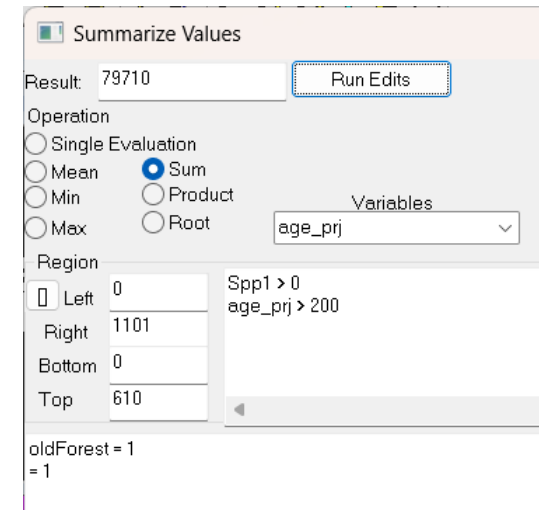 Summarize Values
Result: 79710 Run Edits
Operation
Single Evaluation
Mean Sum
Min Product Variables
Max Root age_prj
Region
[] Left 0 Spp1 > 0
age_prj > 200
Right 1101
Bottom 0
Top 610
oldForest = 1
= 1